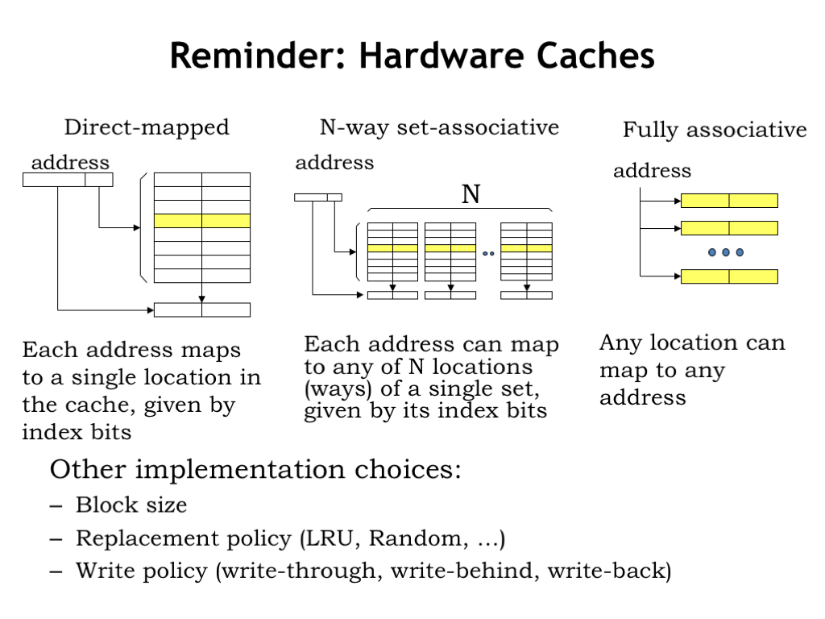 Reminder: Hardware Caches
Direct-mapped
address
Each address maps
to a single location in
the cache, given by
index bits
N-way set-associative
address
N
Each address can map
to any of N locations
(ways) of a single set,
given by its index bits
Fully associative
address
Any location can
map to any
address
Other implementation choices:
– Block size
– Replacement policy (LRU, Random, …)
– Write policy (write-through, write-behind, write-back)